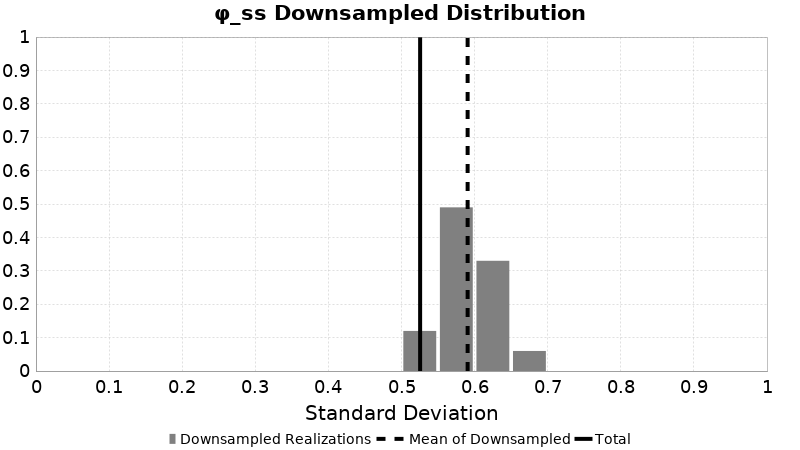 φ_ss Downsampled Distribution
1
0.9
0.8
0.7
0.6
0.5
0.4
0.3
0.2
0.1
0
0 0.1 0.2 0.3 0.4 0.5 0.6 0.7 0.8 0.9 1
Standard Deviation
Downsampled Realizations Mean of Downsampled Total